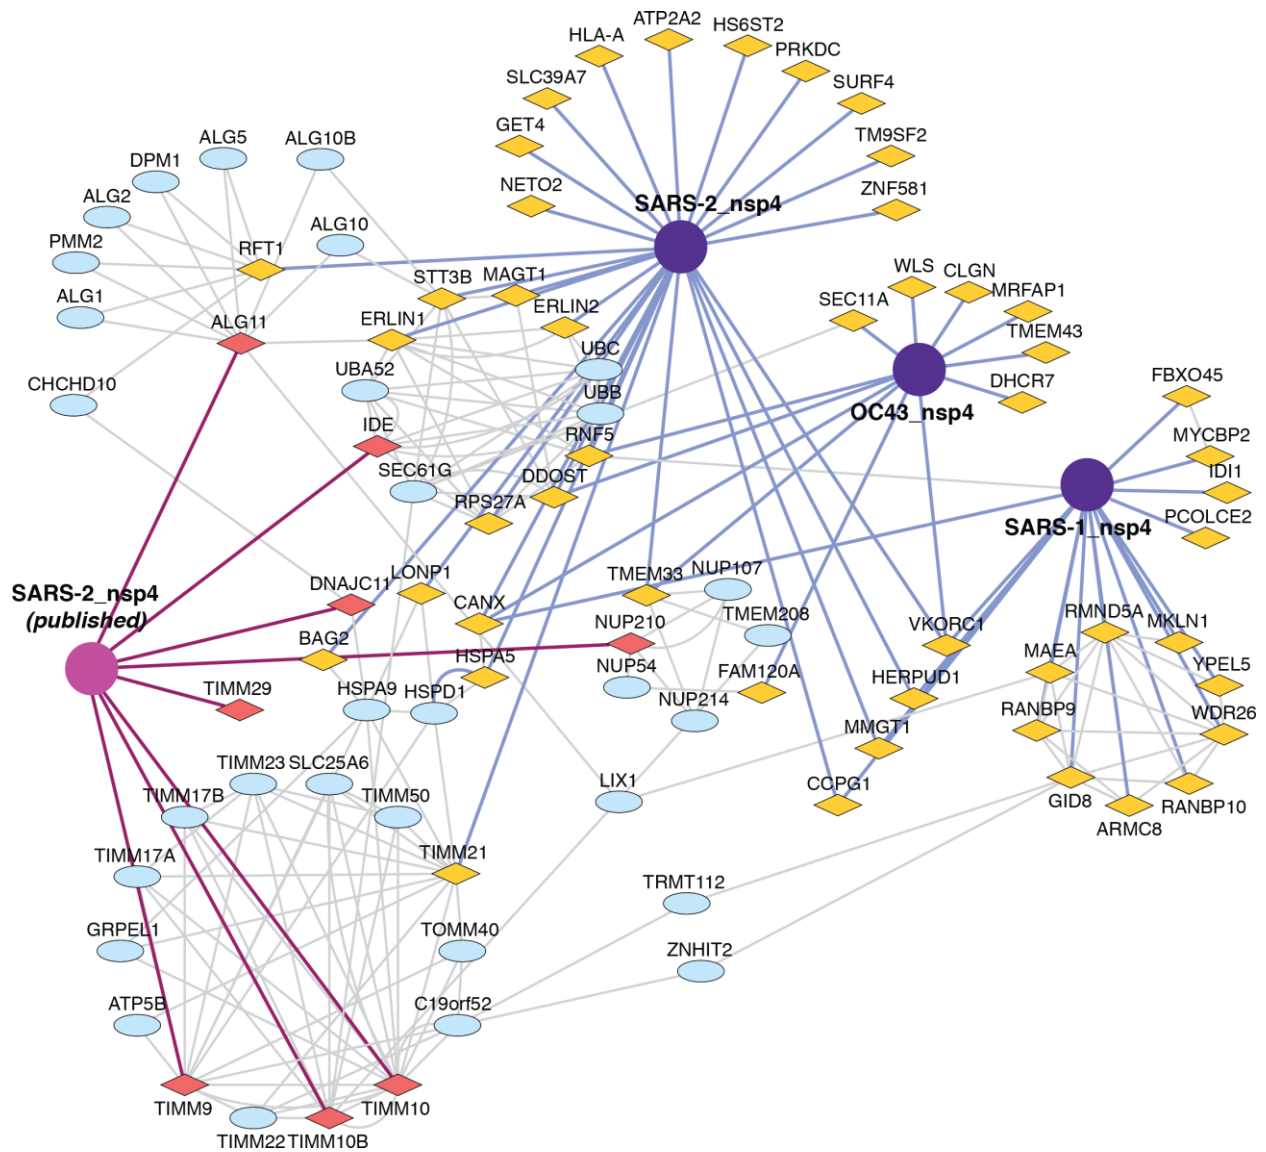 ATP2A2
HS6ST2
HLA-A
PRKDC
SLC39A7
SURF4
GET4
TM9SF2
ALG5
ALG10B
DPM1
NETO2
ZNF581
ALG2
SARS-2_nsp4
ALG10
PMM2
RFT1
WLS
CLGN
STT3B
MAGT1
MRFAP1
ALG1
SEC11A
ERLIN2
ERLIN1
ALG11
TMEM43
UBC
UBA52
FBXO45
CHCHD10
DHCR7
UBB
OC43_nsp4
IDE
RNF5
MYCBP2
SEC61G
DDOST
IDI1
RPS27A
PCOLCE2
SARS-1_nsp4
NUP107
LONP1
TMEM33
DNAJC11
SARS-2_nsp4
(published)
CANX
TMEM208
RMND5A
MKLN1
NUP210
VKORC1
BAG2
MAEA
HSPA5
NUP54
FAM120A
YPEL5
HERPUD1
TIMM29
HSPA9
HSPD1
NUP214
RANBP9
WDR26
MMGT1
TIMM23
SLC25A6
LIX1
CCPG1
TIMM17B
TIMM50
GID8
RANBP10
ARMC8
TIMM17A
TIMM21
TRMT112
GRPEL1
TOMM40
ZNHIT2
ATP5B
C19orf52
TIMM9
TIMM10
TIMM22
TIMM10B